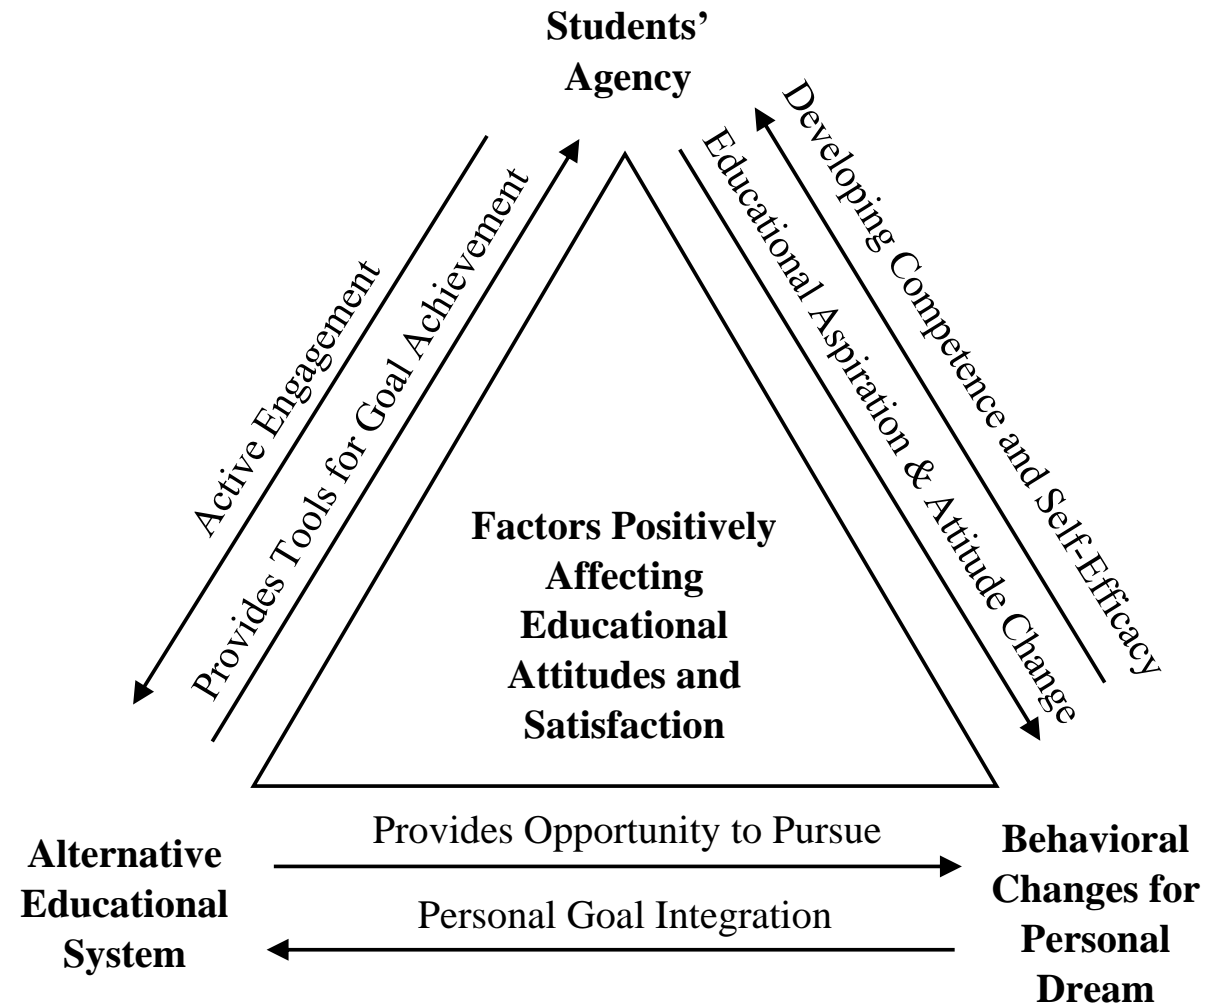 Students’
Agency
Active Engagement
Provides Tools for Goal Achievement
Educational Aspiration & Attitude Change
Developing Competence and Self-Efficacy
Factors Positively
Affecting
Educational
Attitudes and
Satisfaction
Provides Opportunity to Pursue
Personal Goal Integration
Alternative
Educational
System
Behavioral
Changes for
Personal
Dream